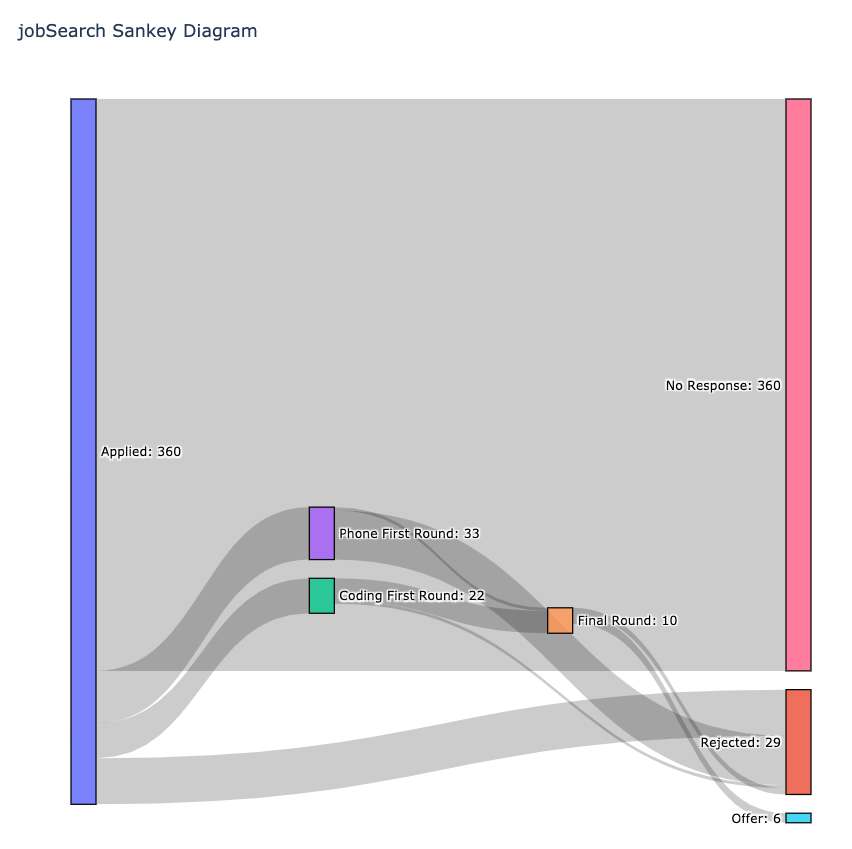 jobSearch Sankey Diagram
No Response: 360
Applied: 360
Phone First Round: 33
Coding First Round: 22
Final Round: 10
Rejected: 29
Offer: 6